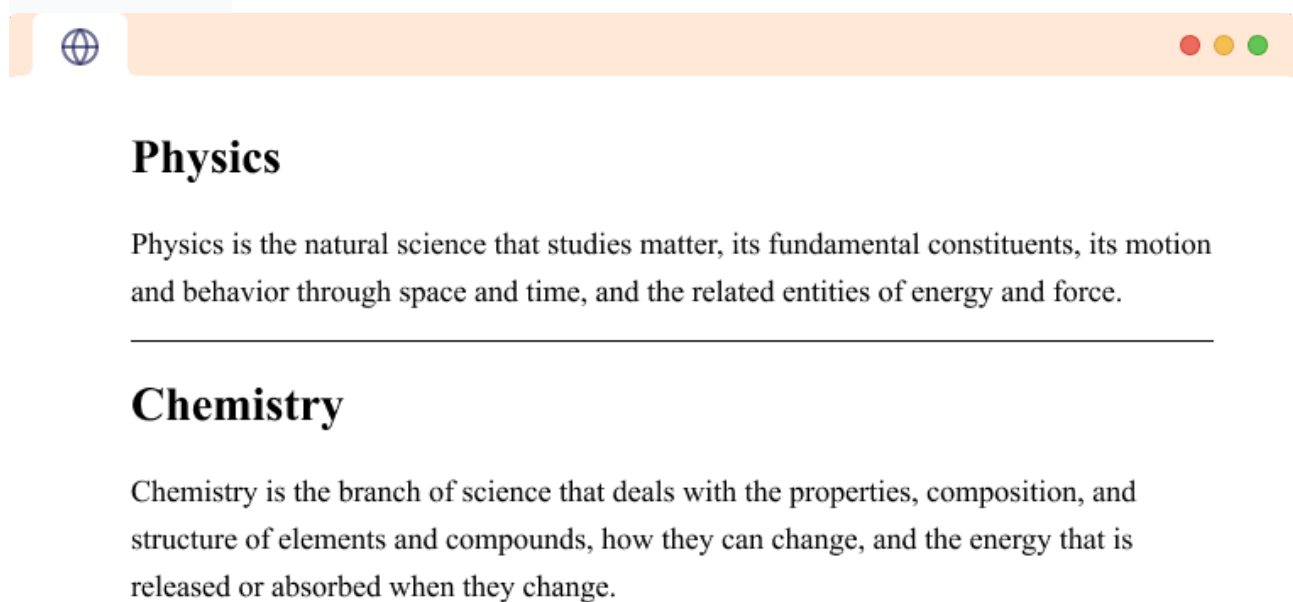 Physics
Physics is the natural science that studies matter, its fundamental constituents, its motion
and behavior through space and time, and the related entities of energy and force.
Chemistry
Chemistry is the branch of science that deals with the properties, composition, and
structure of elements and compounds, how they can change, and the energy that is
released or absorbed when they change.